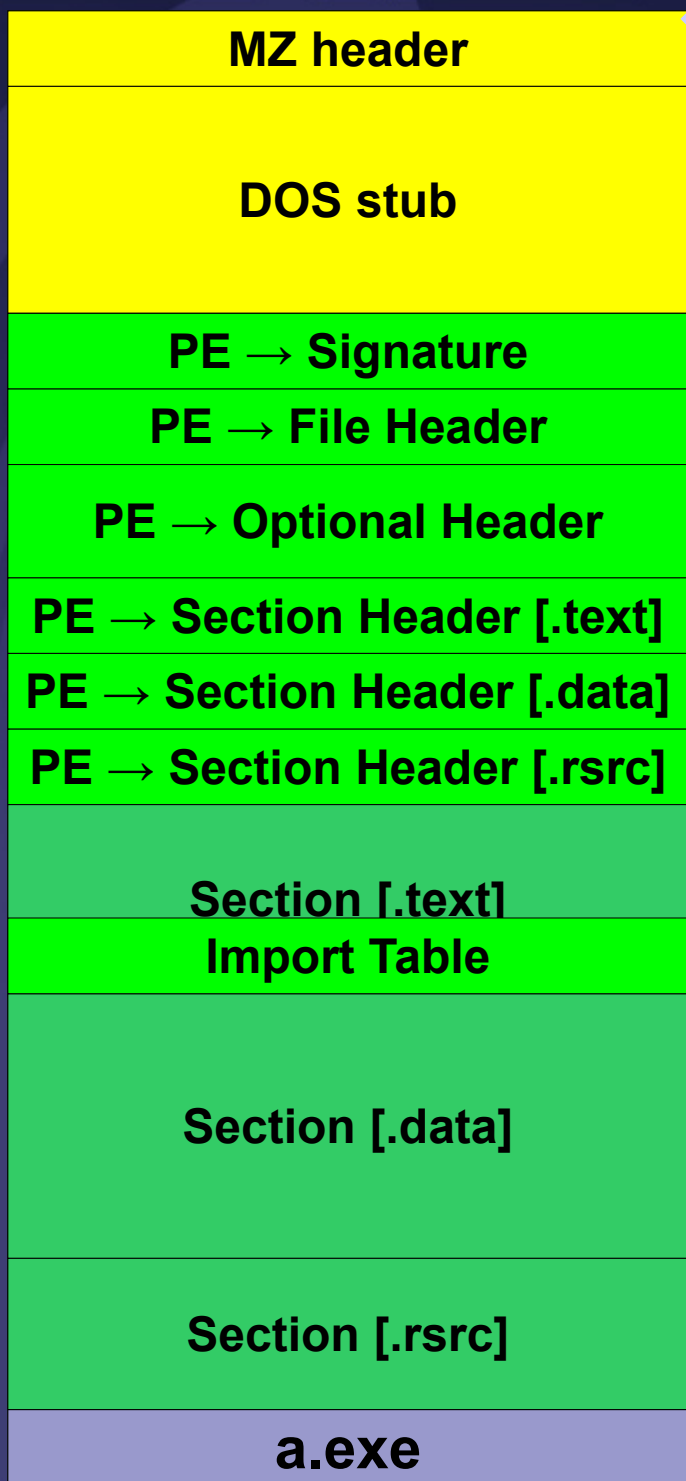 MZ header
DOS stub
PE → Signature
PE → File Header
PE → Optional Header
PE → Section Header [.text]
PE → Section Header [.data]
PE → Section Header [.rsrc]
Section [.text]
Import Table
Section [.data]
Section [.rsrc]
a.exe